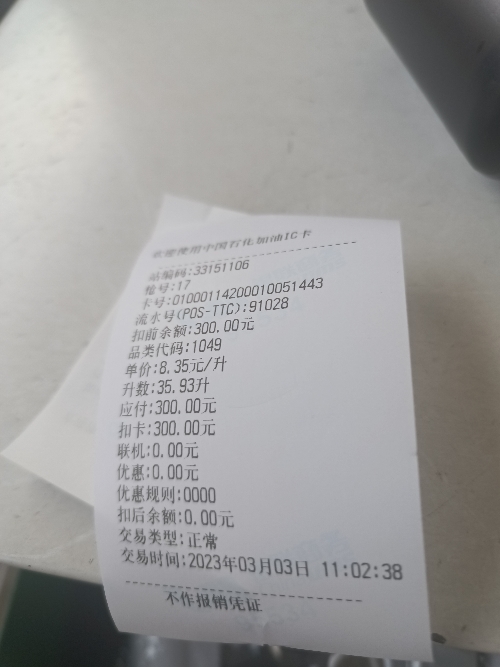 欢迎使用中国石化加油IC卡
站编码:33151106
枪号:17
卡号:01000114200010051443
流水号(POS-TTC):91028
扣前余额:300.00元
品类代码:1049
单价:8.35元/升
升数:35.93升
应付:300.00元
扣卡:300.00元
联机:0.00元
优惠:0.00元
优惠规则:0000
扣后余额:0.00元
交易类型:正常
交易时间:2023年03月03日 11:02:38
不作报销凭证